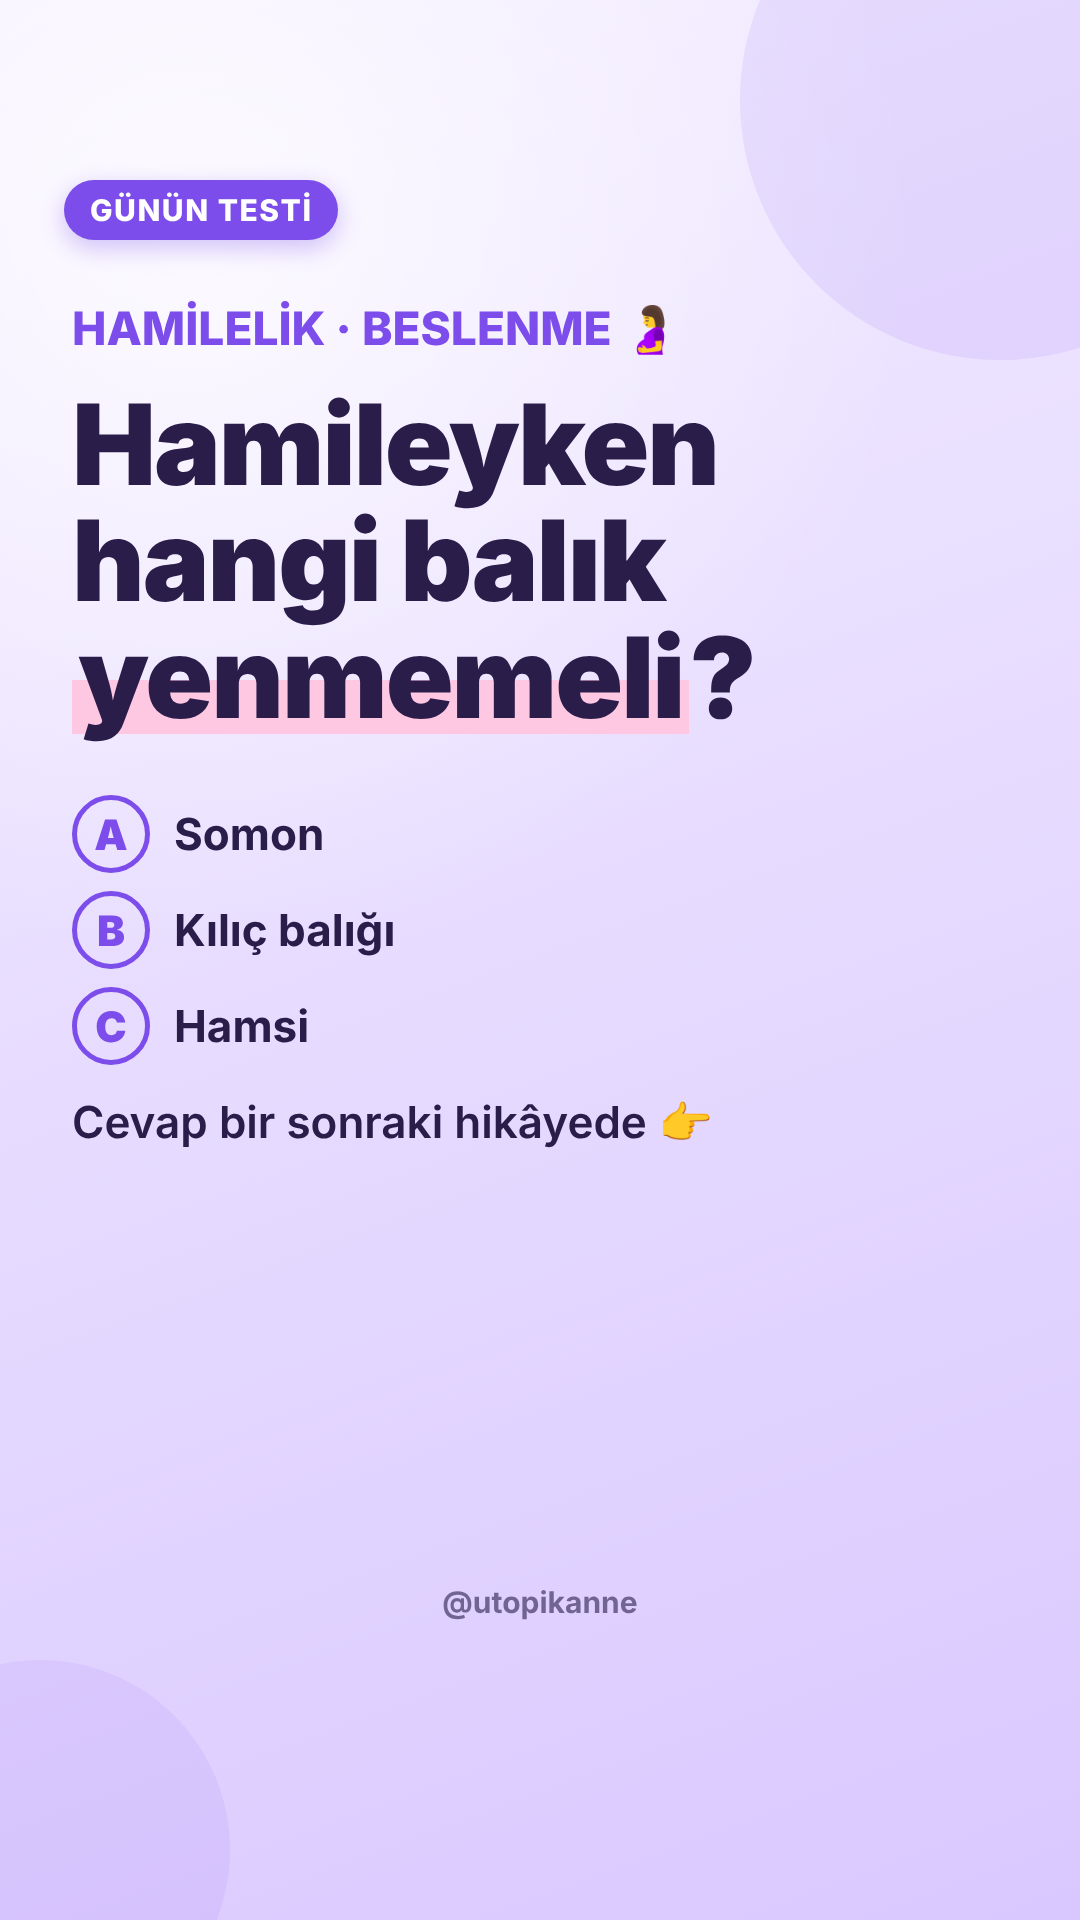 GÜNÜN TESTİ
HAMİLELİK · BESLENME 🤰
Hamileyken
hangi balık
yenmemeli?
A Somon
B Kılıç balığı
C Hamsi
Cevap bir sonraki hikâyede 👉
@utopikanne